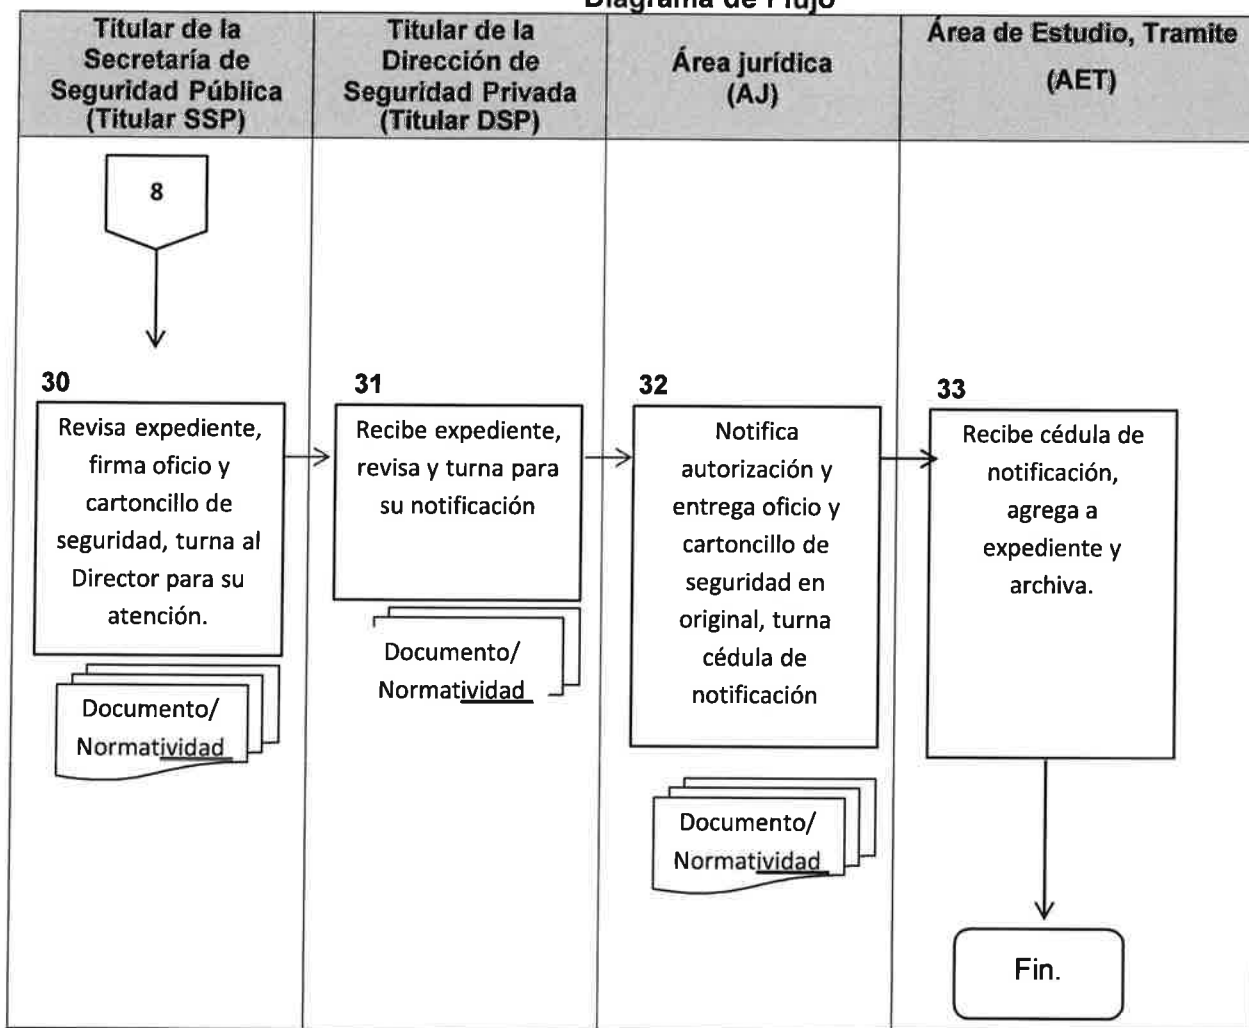 Diagrama de Flujo
Titular de la
Secretaría de
Seguridad Pública
(Titular SSP)
Titular de la
Dirección de
Seguridad Privada
(Titular DSP)
Área jurídica
(AJ)
Área de Estudio, Tramite
(AET)
8
30
Revisa expediente,
firma oficio y
cartoncillo de
seguridad, turna al
Director para su
atención.
Documento/
Normatividad
31
Recibe expediente,
revisa y turna para
su notificación
Documento/
Normatividad
32
Notifica
autorización y
entrega oficio y
cartoncillo de
seguridad en
original, turna
cédula de
notificación
Documento/
Normatividad
33
Recibe cédula de
notificación,
agrega a
expediente y
archiva.
Fin.